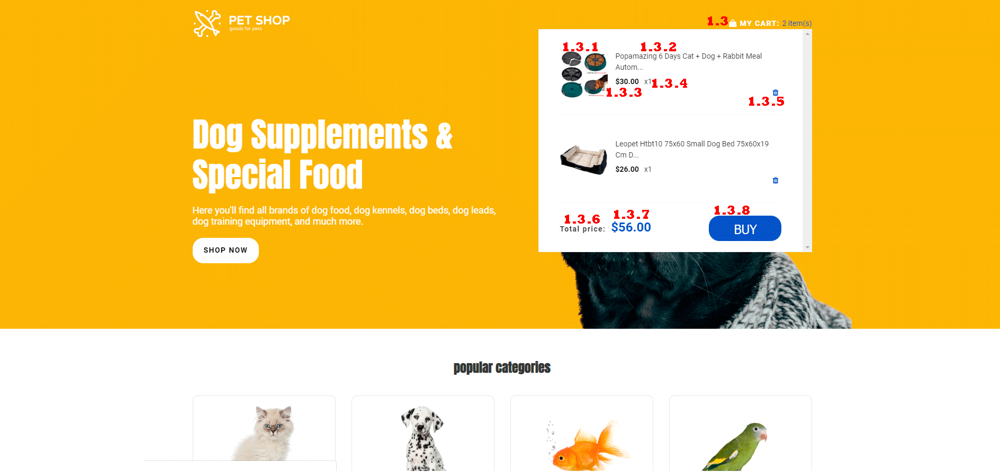 PET SHOP
goods for pets
1.3 MY CART: 2 item(s)
1.3.1 1.3.2
Popamazing 6 Days Cat + Dog + Rabbit Meal
Autom...
$30.00 x1 1.3.4
1.3.3
1.3.5
Leopet Htbt10 75x60 Small Dog Bed 75x60x19
Cm D...
$26.00 x1
1.3.6 1.3.7 1.3.8
Total price: $56.00
BUY
Dog Supplements &
Special Food
Here you'll find all brands of dog food, dog kennels, dog beds, dog leads,
dog training equipment, and much more.
SHOP NOW
popular categories